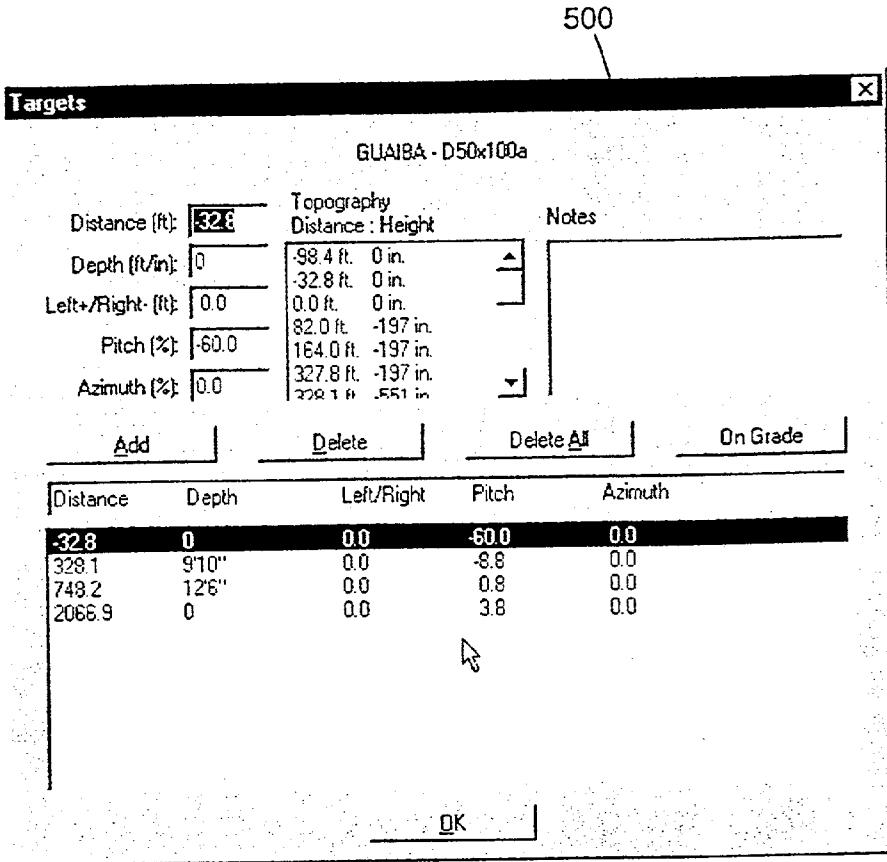 500
Targets
GUAIBA - D50x100a
Distance (ft): -32.8
Depth (ft/in): 0
Left+/Right- (ft): 0.0
Pitch (%): -60.0
Azimuth (%): 0.0
Topography
Distance : Height
-98.4 ft. 0 in.
-32.8 ft. 0 in.
0.0 ft. 0 in.
82.0 ft. -197 in.
164.0 ft. -197 in.
327.8 ft. -197 in.
328.1 ft. -551 in.
Notes
Add Delete Delete All On Grade
Distance Depth Left/Right Pitch Azimuth
-32.8 0 0.0 -60.0 0.0
328.1 9'10" 0.0 -8.8 0.0
748.2 12'6" 0.0 0.8 0.0
2066.9 0 0.0 3.8 0.0
OK